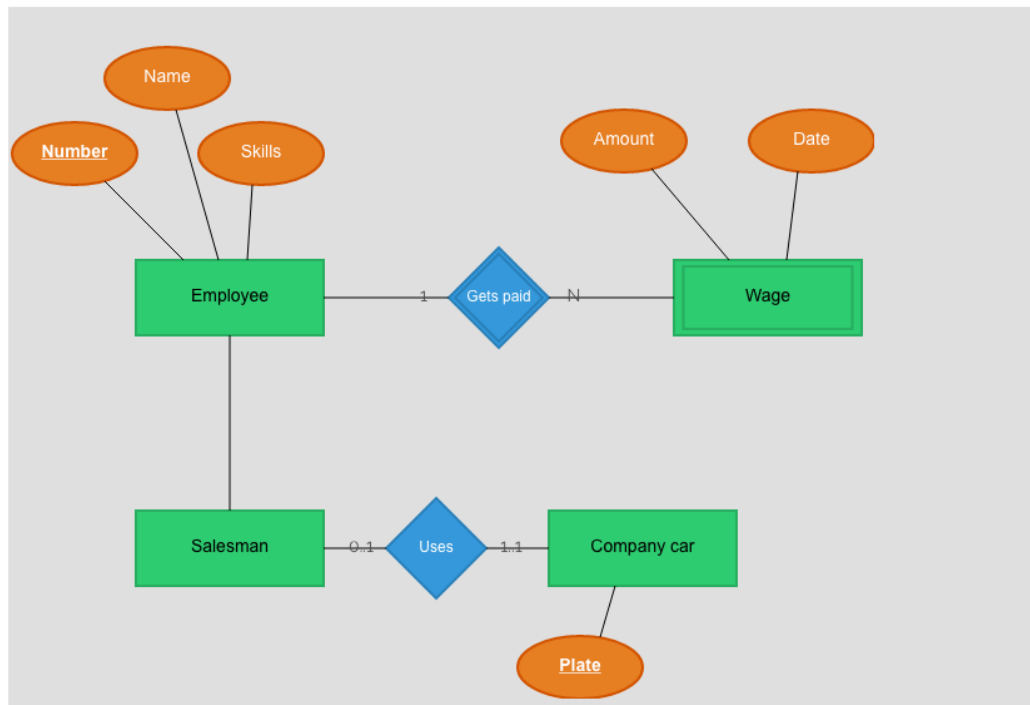 Name
Number
Skills
Amount
Date
Employee
1
Gets paid
N
Wage
Salesman
0..1
Uses
1..1
Company car
Plate